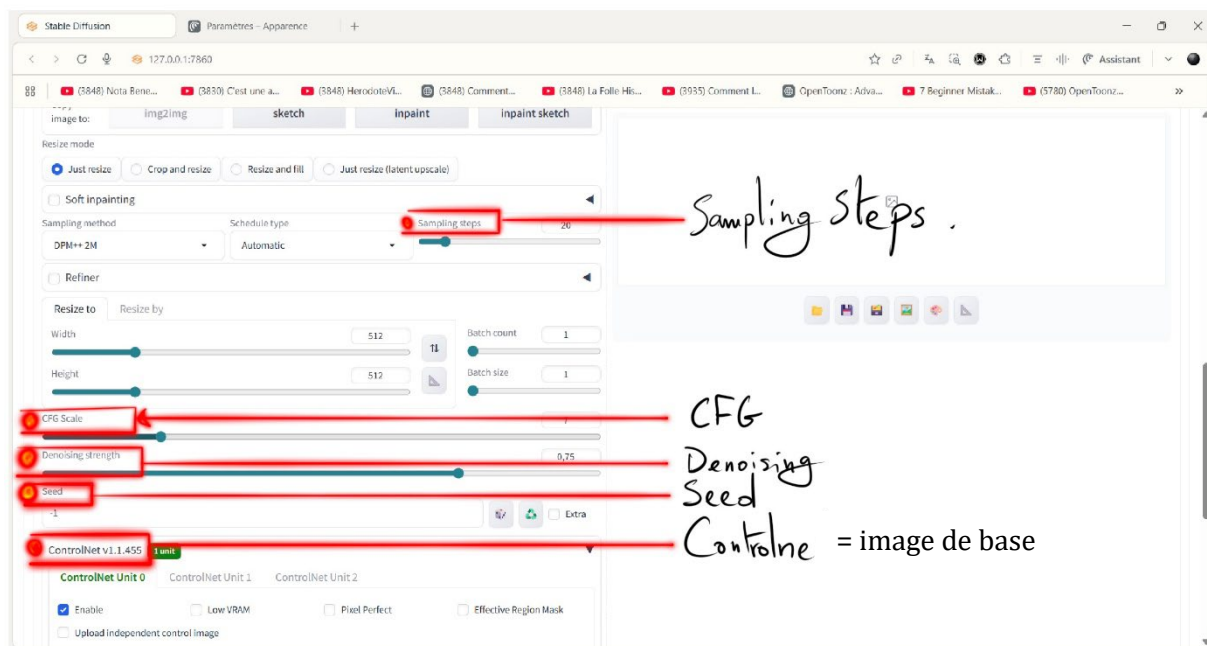 Stable Diffusion Paramètres – Apparence +
127.0.0.1:7860 Assistant
(3848) Nota Bene... (3830) C'est une a... (3848) HerodoteVi... (3848) Comment... (3848) La Folle His... (3935) Comment l... OpenToonz : Adva... 7 Beginner Mistak... (5780) OpenToonz... »
image to: img2img sketch inpaint inpaint sketch
Resize mode
Just resize Crop and resize Resize and fill Just resize (latent upscale)
Soft inpainting
Sampling method Schedule type Sampling steps 20
DPM++ 2M Automatic
Sampling Steps .
Refiner
Resize to Resize by
Width 512 Batch count 1
Height 512 Batch size 1
CFG Scale 7
CFG
Denoising strength 0,75
Denoising
Seed
Seed
-1 Extra
ControlNet v1.1.455 1 unit
Controlne = image de base
ControlNet Unit 0 ControlNet Unit 1 ControlNet Unit 2
Enable Low VRAM Pixel Perfect Effective Region Mask
Upload independent control image